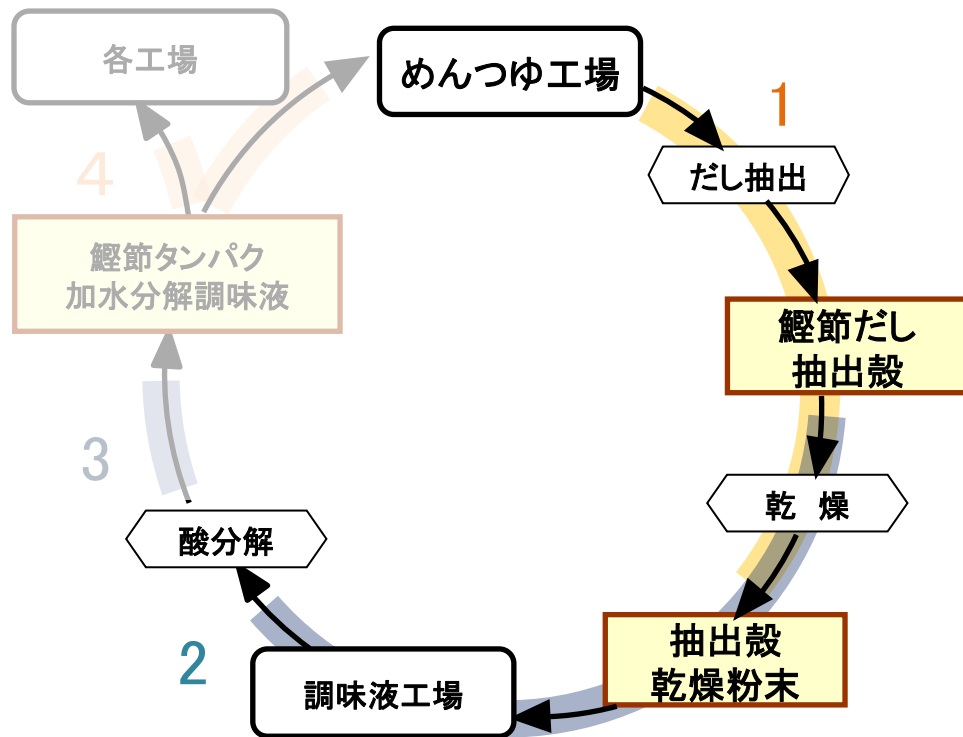 各工場
めんつゆ工場
1
だし抽出
4
鰹節タンパク
加水分解調味液
鰹節だし
抽出殻
3
乾 燥
酸分解
2
抽出殻
乾燥粉末
調味液工場